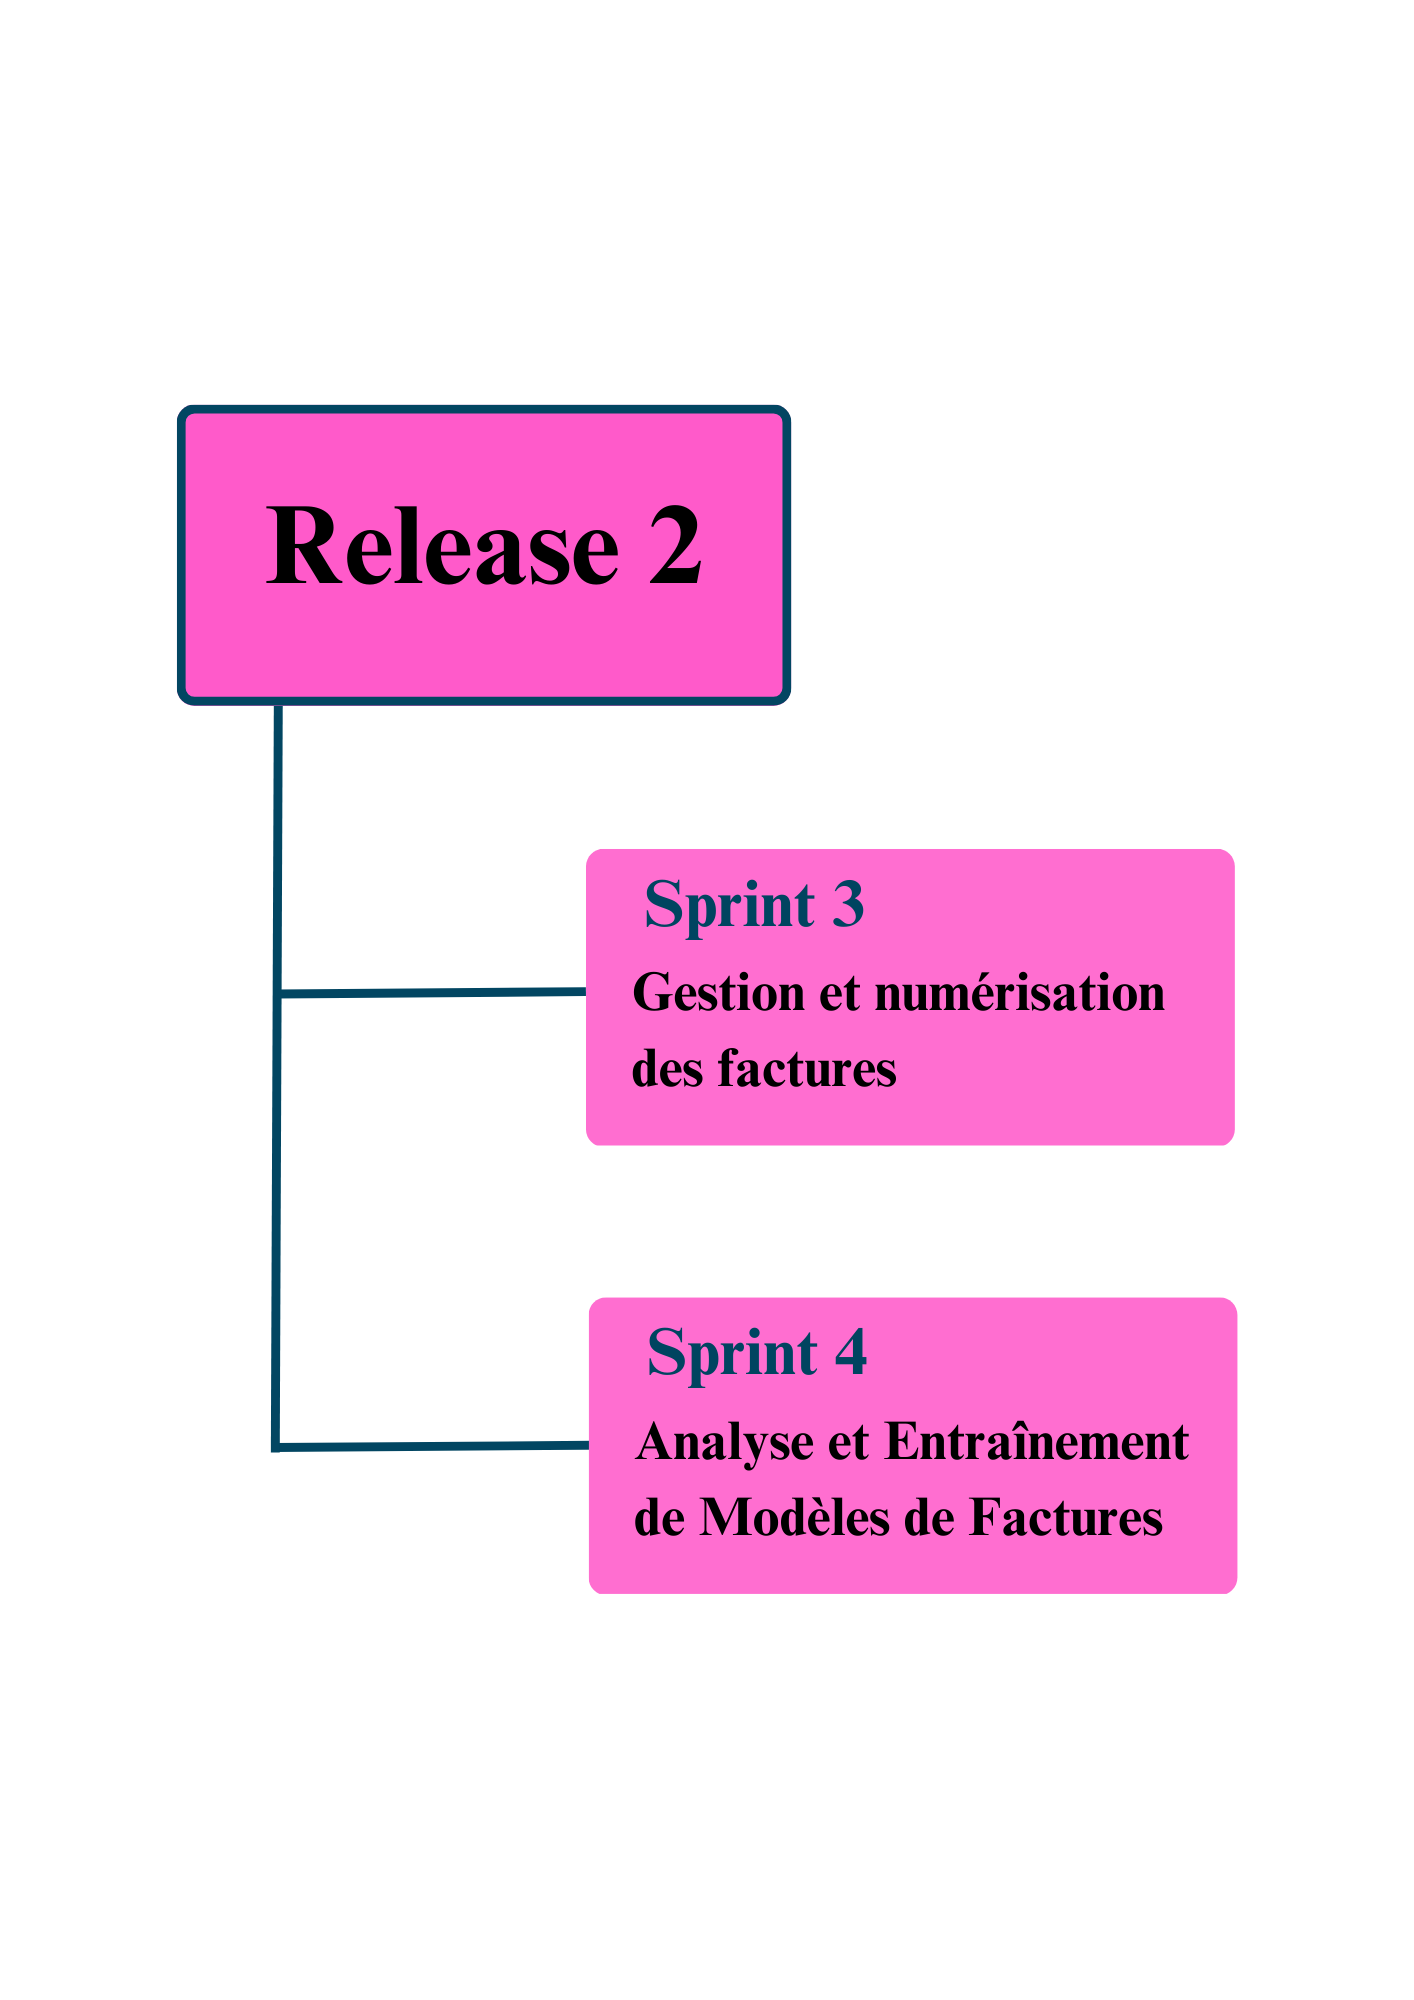 Release 2
Sprint 3
Gestion et numérisation
des factures
Sprint 4
Analyse et Entraînement
de Modèles de Factures